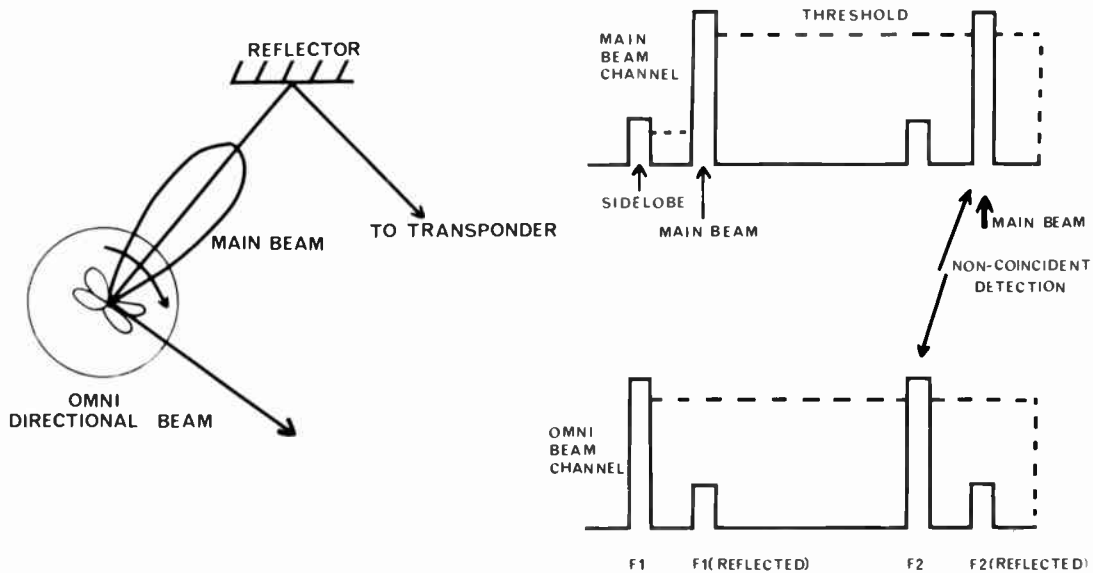 REFLECTOR
MAIN BEAM
TO TRANSPONDER
OMNI
DIRECTIONAL BEAM
THRESHOLD
MAIN
BEAM
CHANNEL
SIDELOBE
MAIN BEAM
MAIN BEAM
NON-COINCIDENT
DETECTION
OMNI
BEAM
CHANNEL
F1
F1(REFLECTED)
F2
F2(REFLECTED)